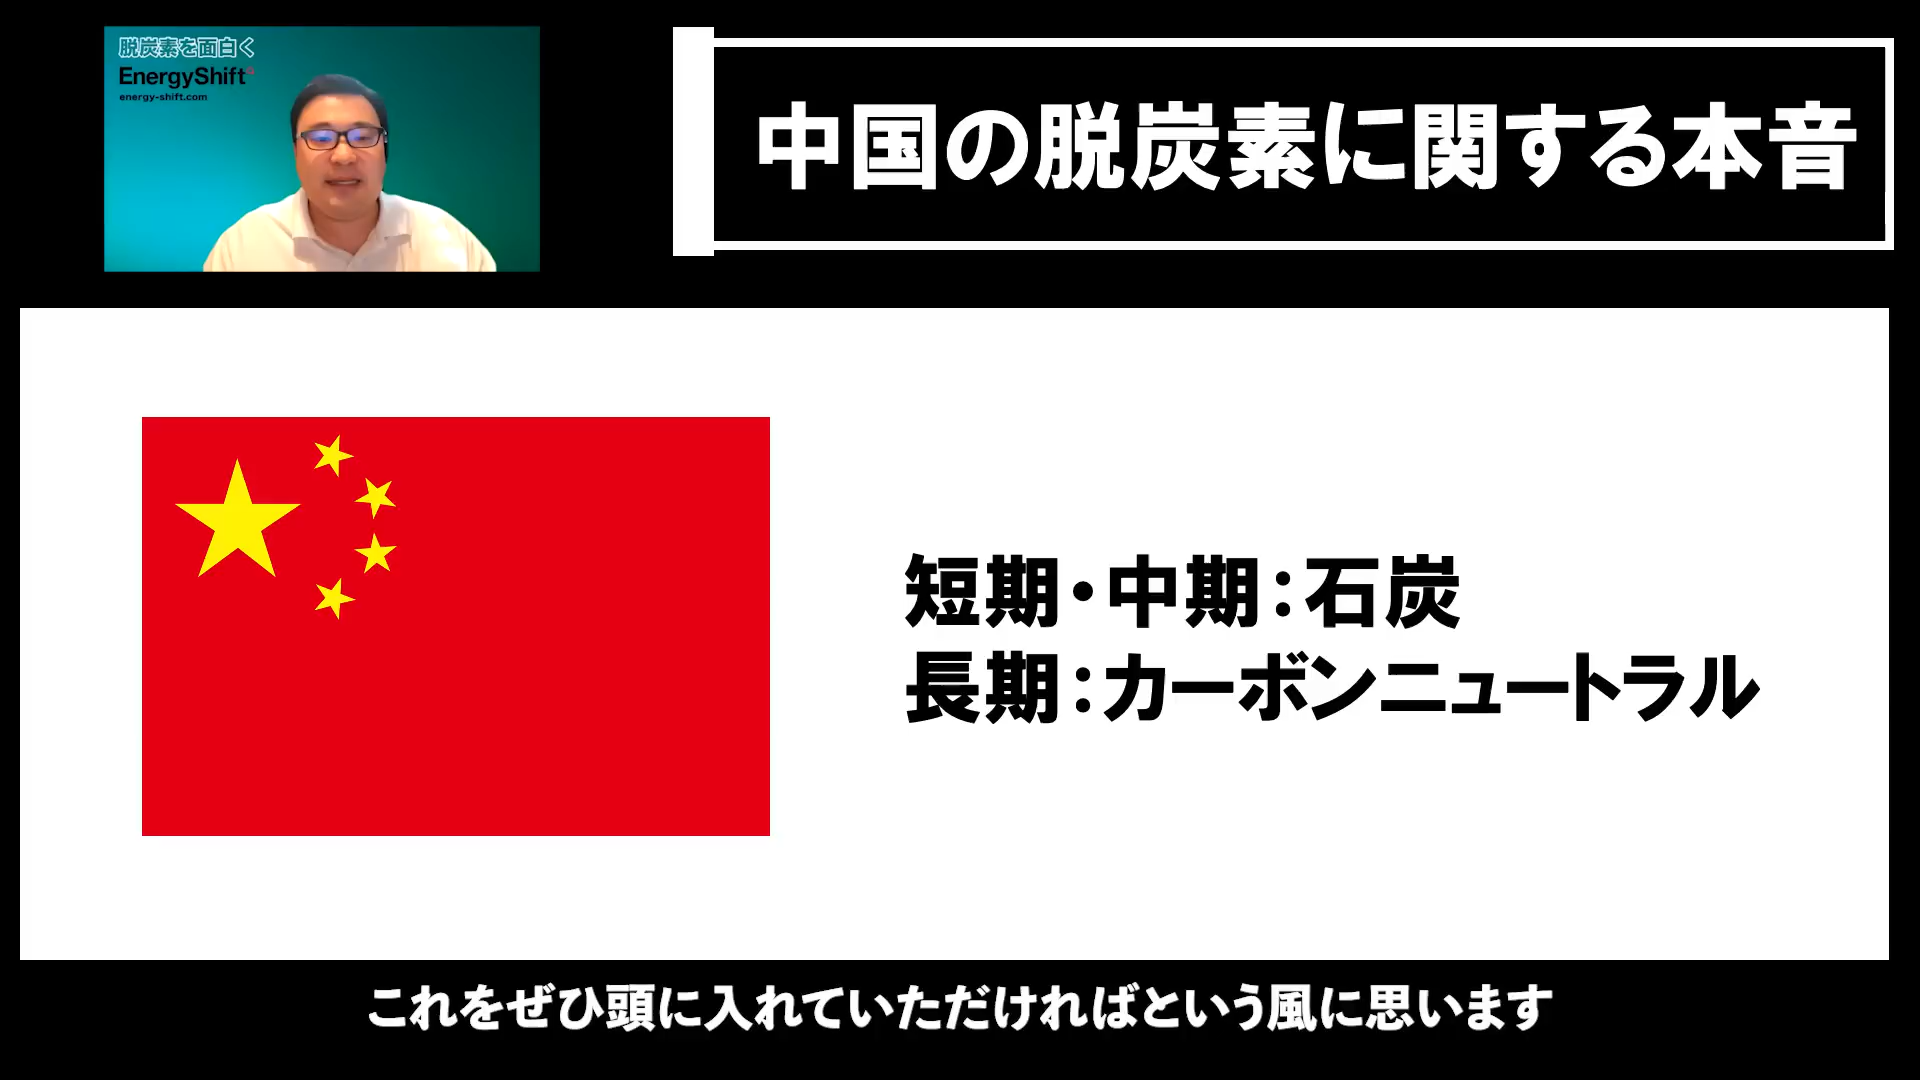 脱炭素を面白く
EnergyShift
energy-shift.com
中国の脱炭素に関する本音
短期・中期：石炭
長期：カーボンニュートラル
これをぜひ頭に入れていただければという風に思います